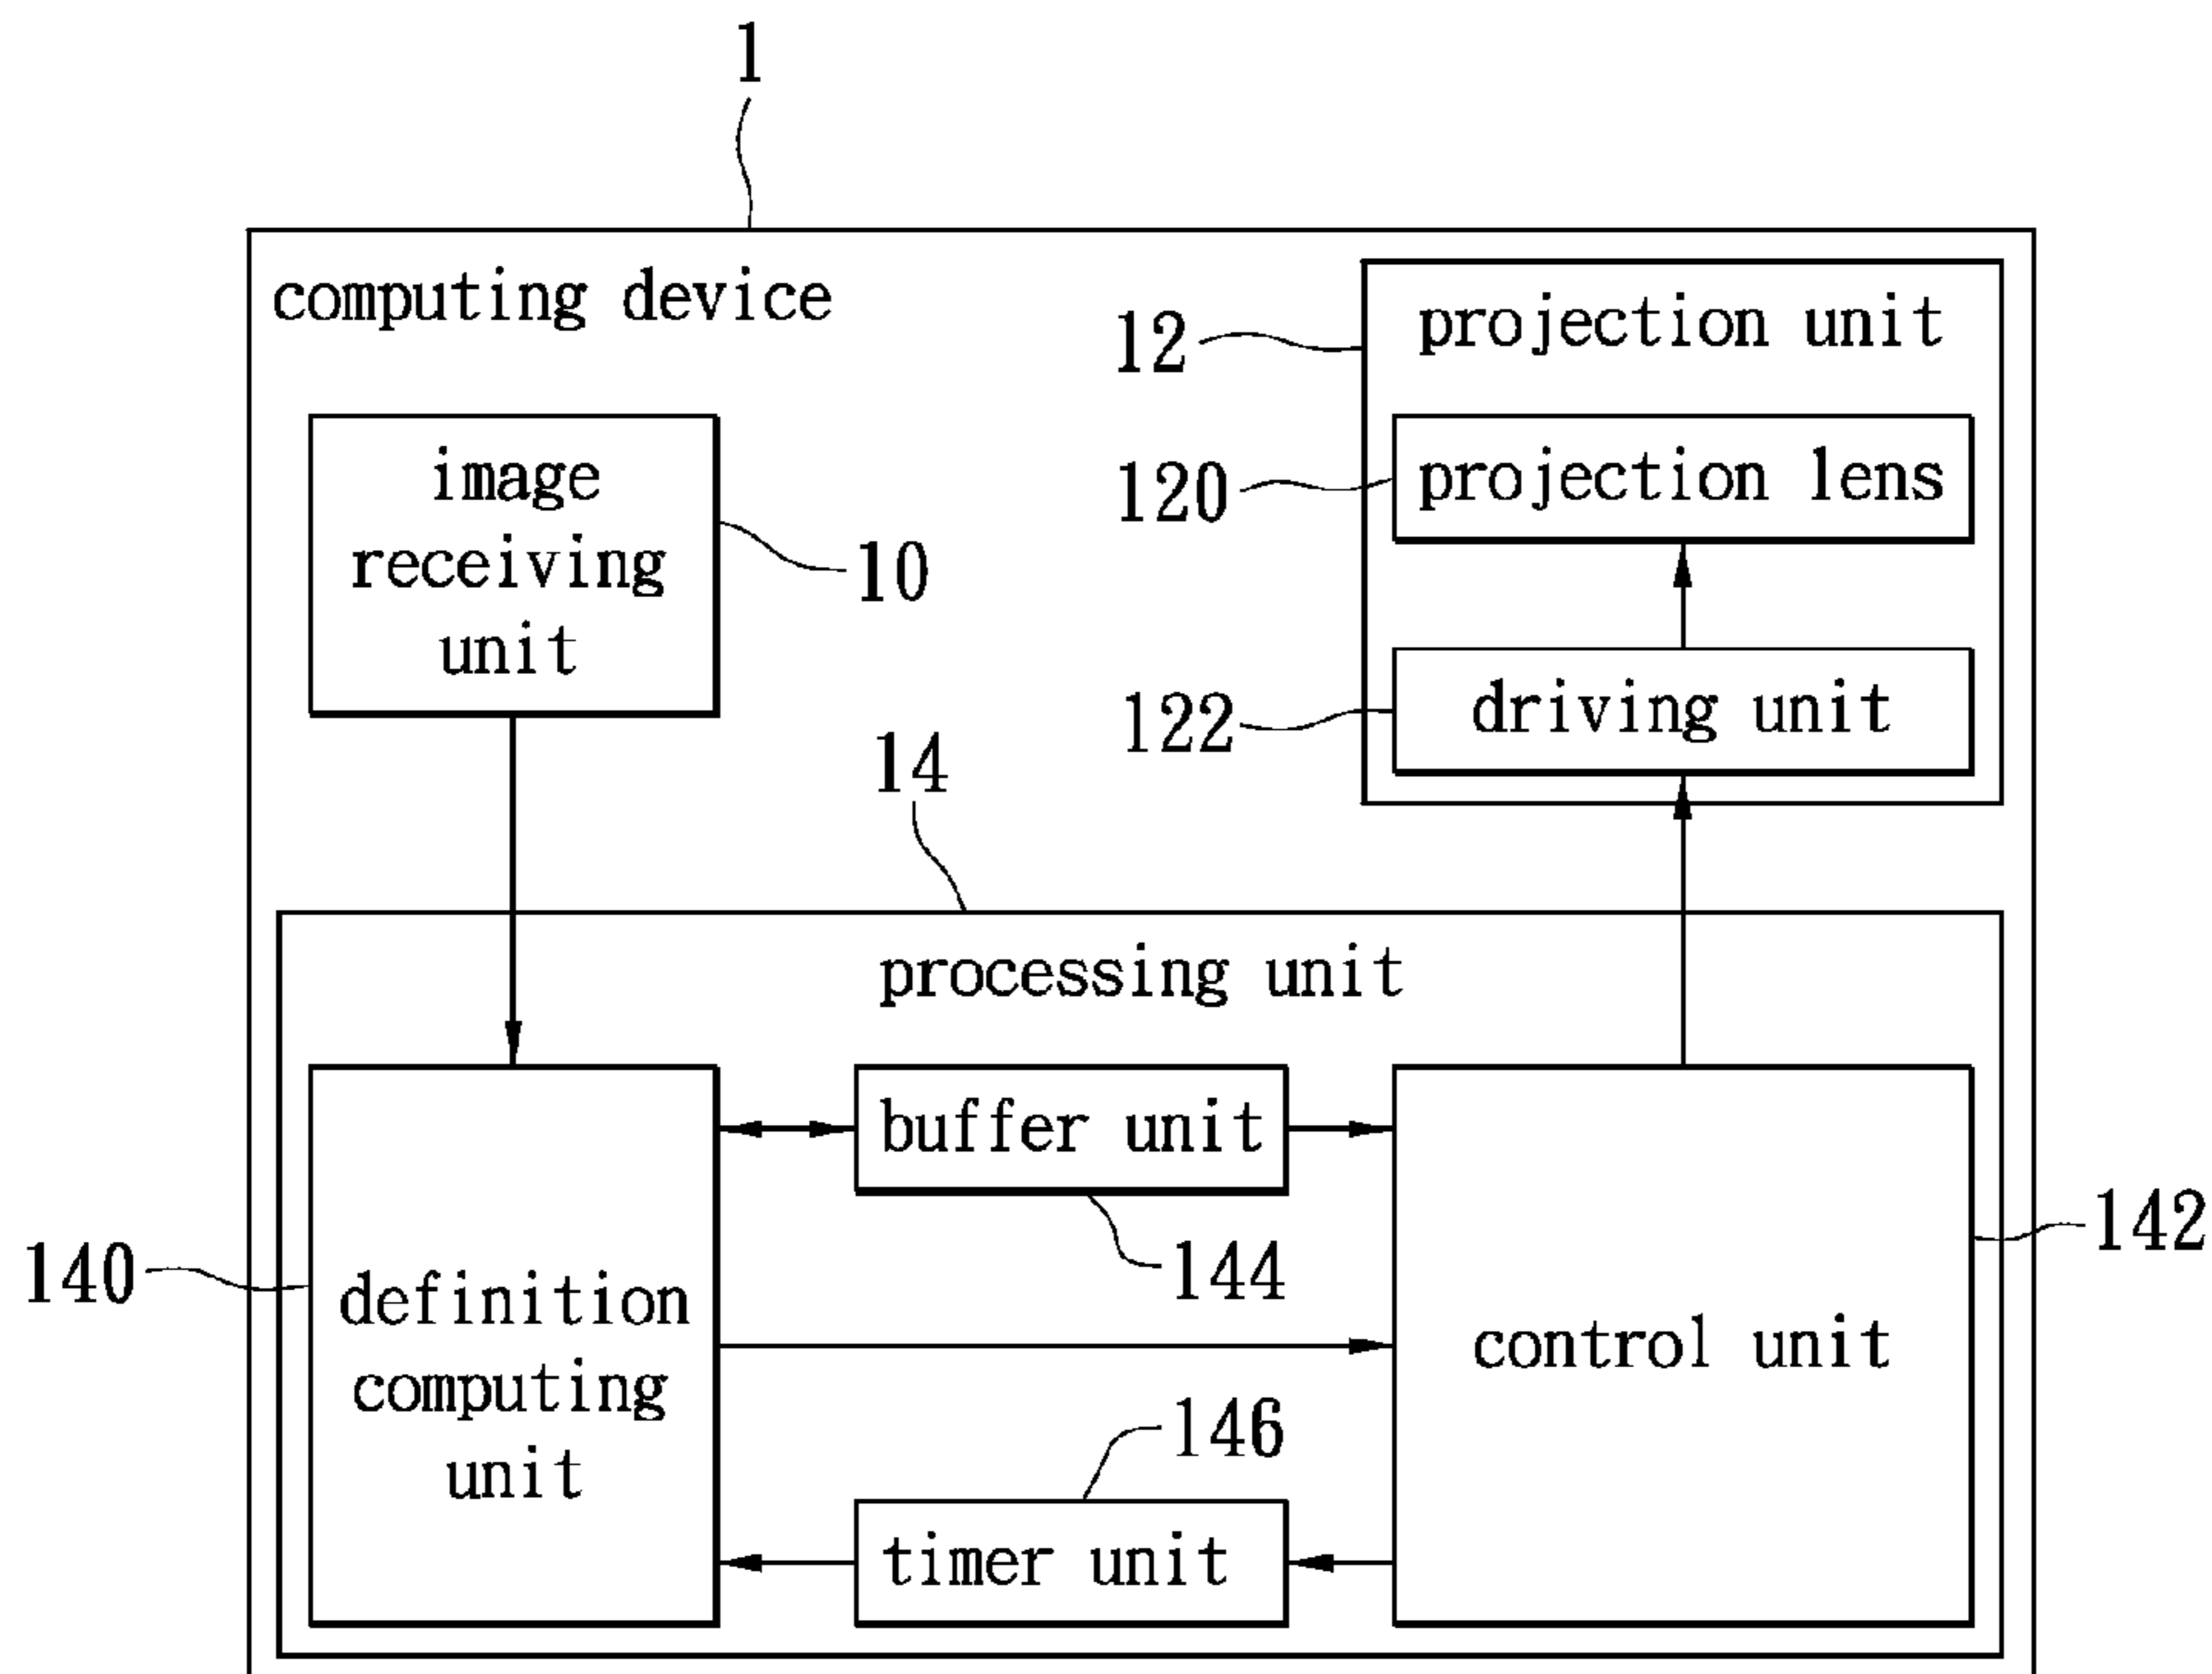 1
computing device
projection unit
12
image
receiving
unit
projection lens
120
10
driving unit
122
14
processing unit
buffer unit
144
142
140
definition
computing
unit
control unit
146
timer unit